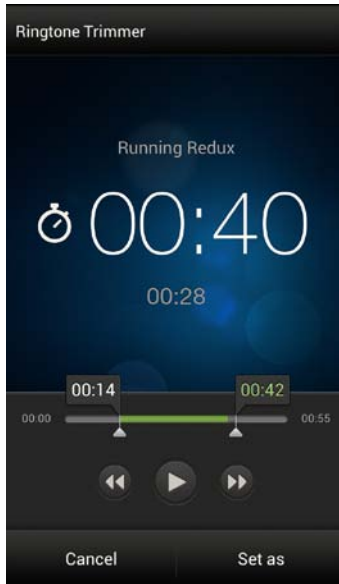 Ringtone Trimmer
Running Redux
00:40
00:28
00:14 00:42
00:00 00:55
Cancel Set as